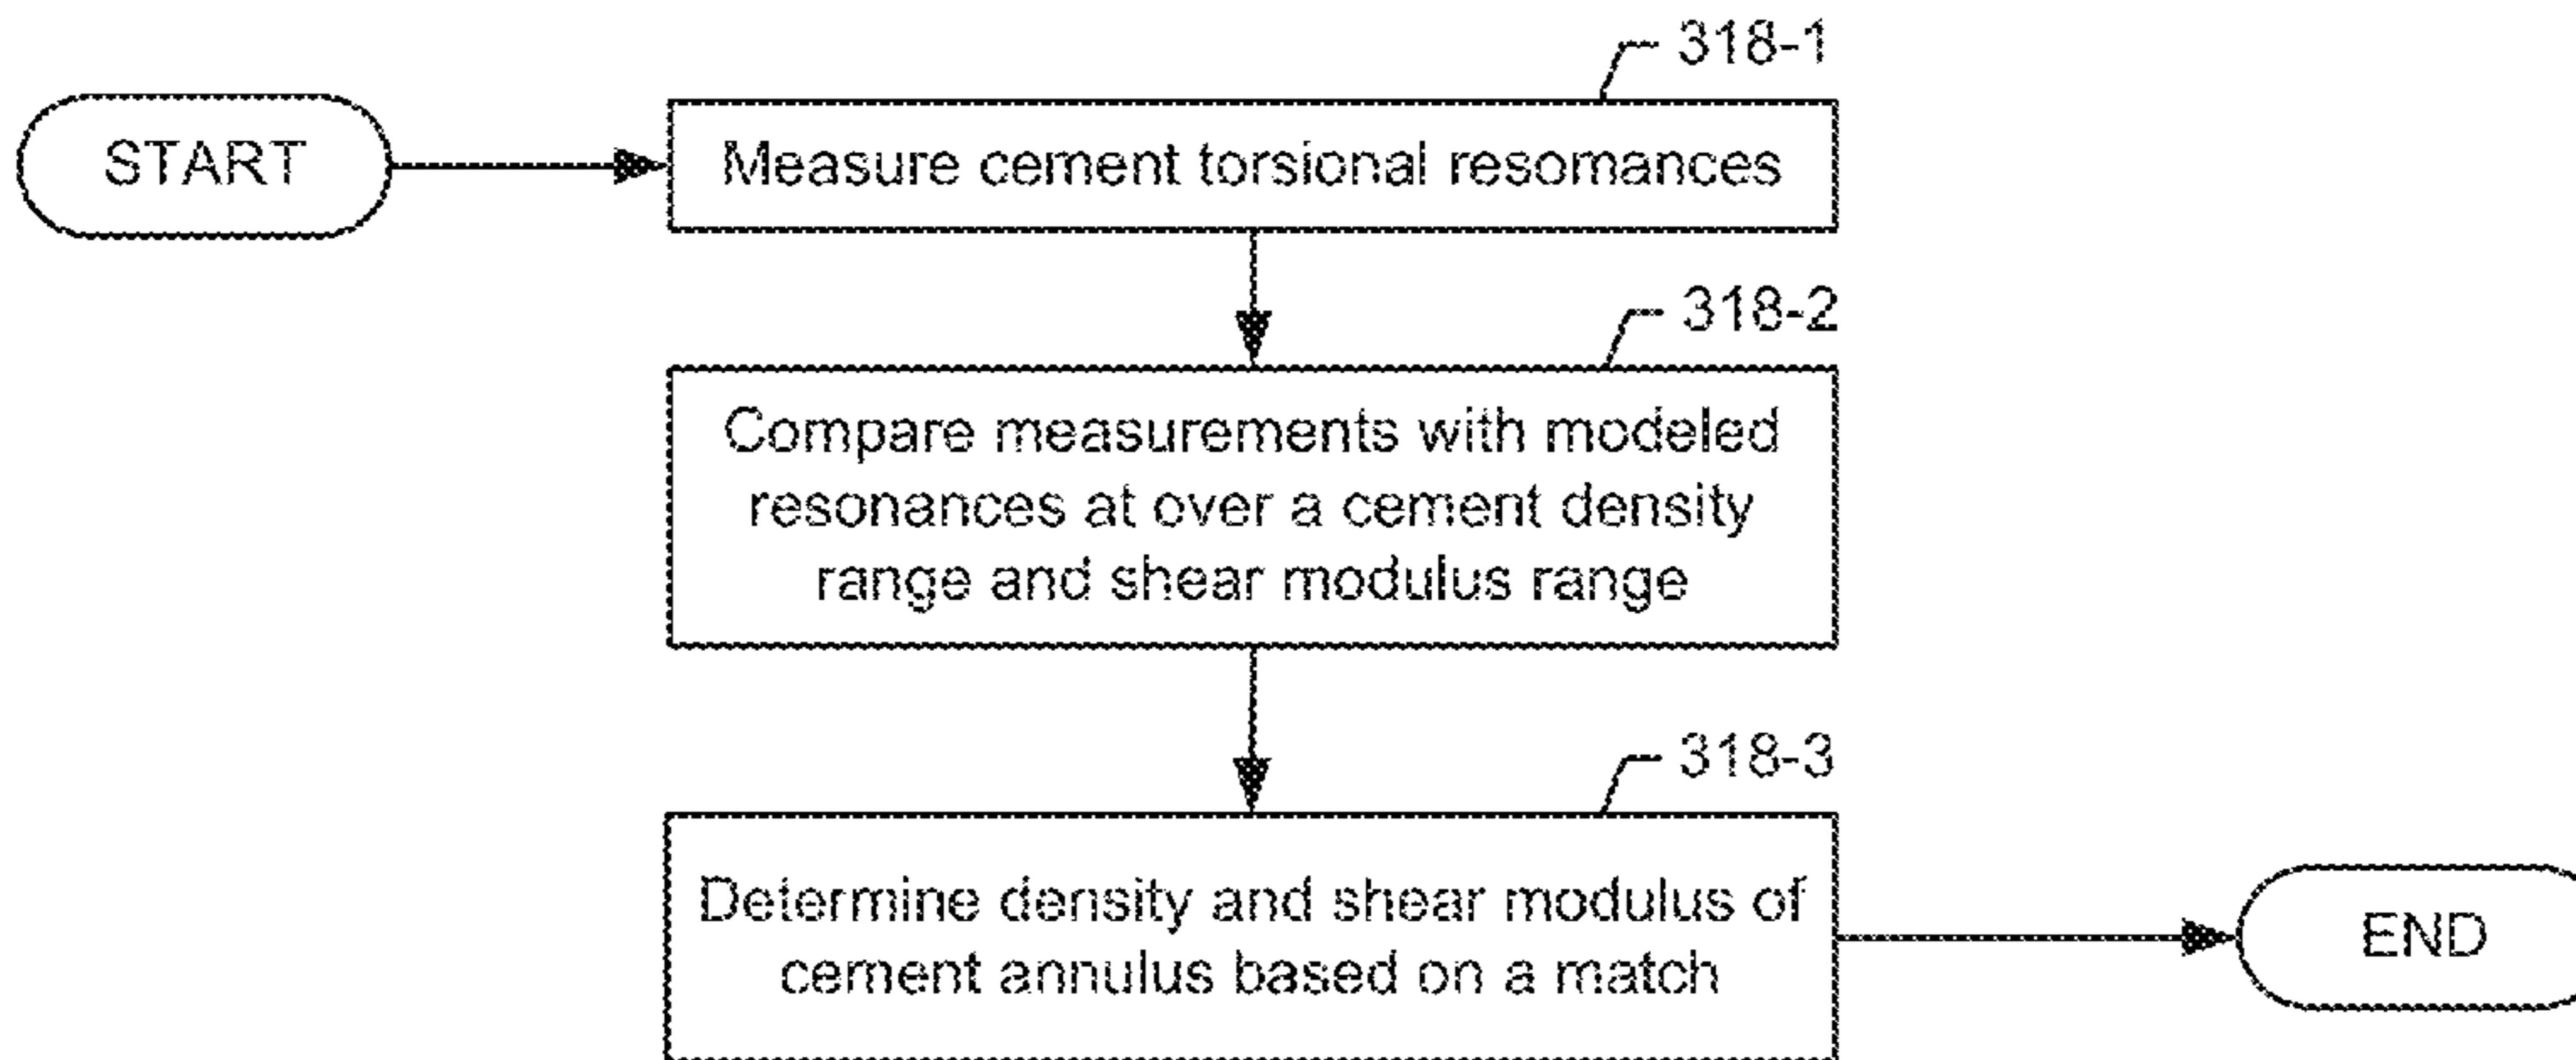 318-1
START
Measure cement torsional resomances
318-2
Compare measurements with modeled
resonances at over a cement density
range and shear modulus range
318-3
Determine density and shear modulus of
cement annulus based on a match
END